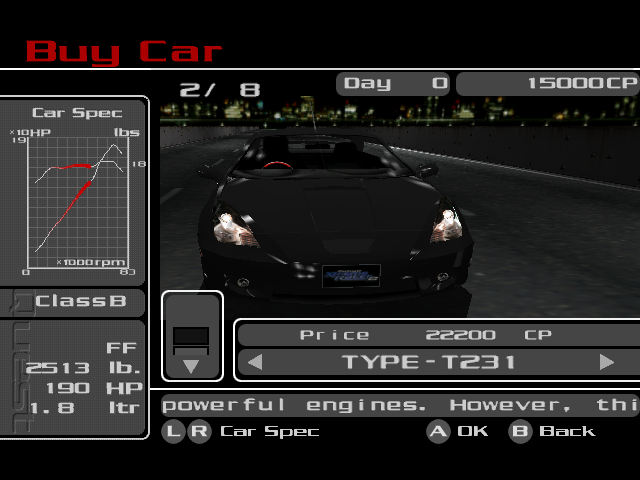 Buy Car
2/ 8
Day 0
15000CP
Car Spec
×10HP lbs
19
18
×1000rpm
0 83
ClassB
FF
2513 lb.
190 HP
1.8 ltr
Price 22200 CP
TYPE-T231
powerful engines. However, thi
L R Car Spec A OK B Back